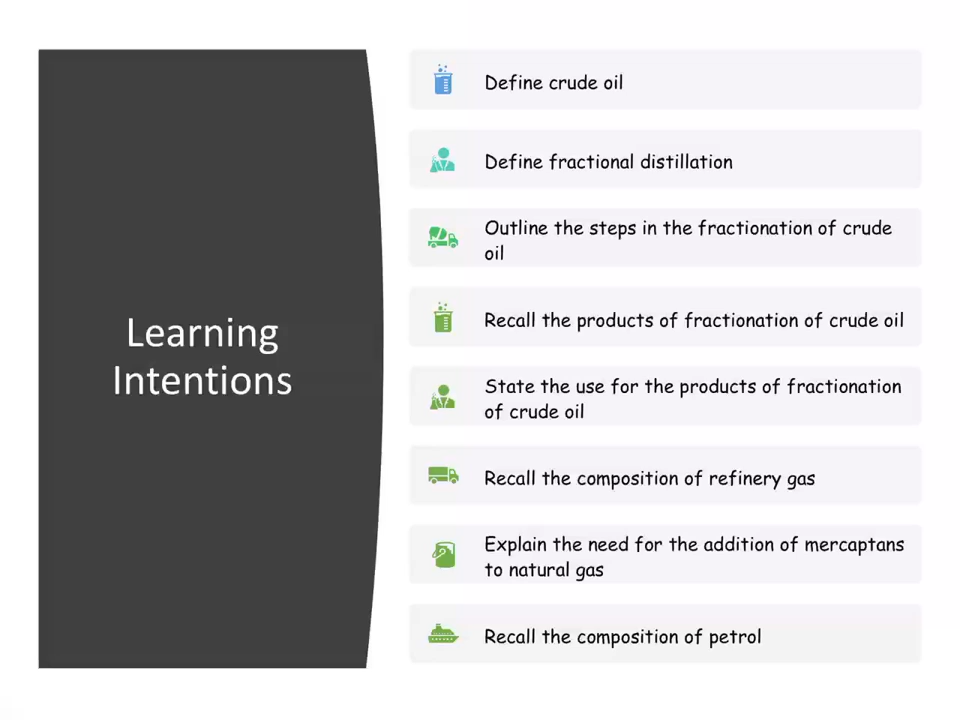 Learning
Intentions
Define crude oil
Define fractional distillation
Outline the steps in the fractionation of crude
oil
Recall the products of fractionation of crude oil
State the use for the products of fractionation
of crude oil
Recall the composition of refinery gas
Explain the need for the addition of mercaptans
to natural gas
Recall the composition of petrol